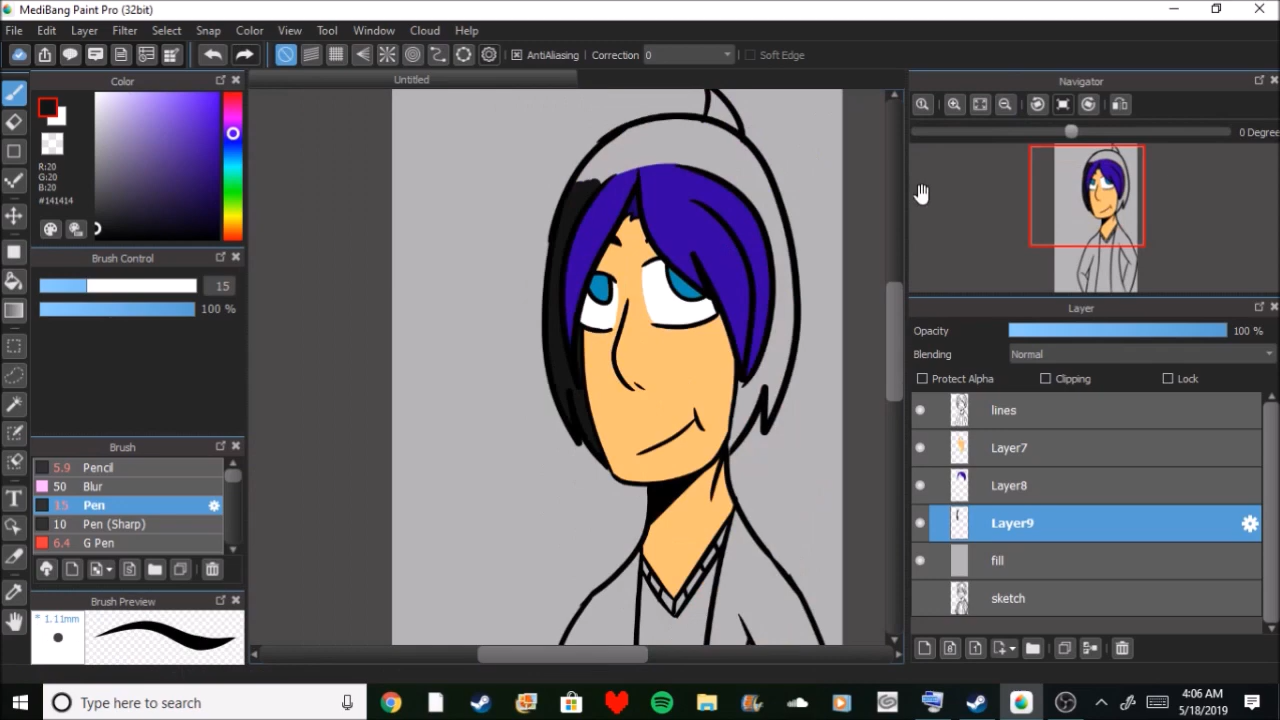 MediBang Paint Pro (32bit)
File Edit Layer Filter Select Snap Color View Tool Window Cloud Help
AntiAliasing Correction 0 Soft Edge
Color
Untitled
Navigator
0 Degree
R:20
G:20
B:20
#141414
Brush Control
15
100 %
Layer
Opacity 100 %
Blending Normal
Protect Alpha Clipping Lock
lines
Layer7
Layer8
Layer9
fill
sketch
Brush
5.9 Pencil
50 Blur
15 Pen
10 Pen (Sharp)
6.4 G Pen
Brush Preview
* 1.11mm
Type here to search
4:06 AM
5/18/2019